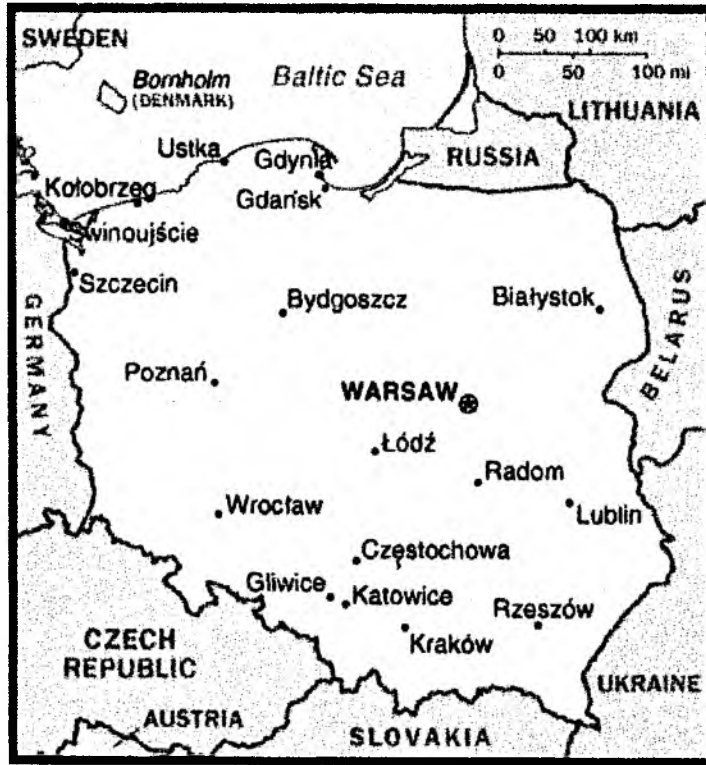 SWEDEN
0 50 100 km
0 50 100 mi
Bornholm
(DENMARK)
Baltic Sea
LITHUANIA
Ustka
Gdynia
RUSSIA
Kołobrzeg
Gdańsk
winoujście
Szczecin
Bydgoszcz
Białystok
GERMANY
BELARUS
Poznań
WARSAW
Łódź
Radom
Wrocław
Lublin
Częstochowa
Gliwice
Katowice
Rzeszów
Kraków
CZECH
REPUBLIC
UKRAINE
AUSTRIA
SLOVAKIA